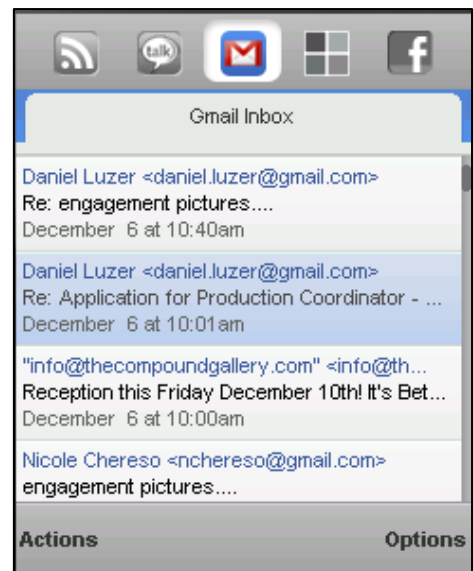 talk
Gmail Inbox
Daniel Luzer <daniel.luzer@gmail.com>
Re: engagement pictures....
December 6 at 10:40am
Daniel Luzer <daniel.luzer@gmail.com>
Re: Application for Production Coordinator - ...
December 6 at 10:01am
"info@thecompoundgallery.com" <info@th...
Reception this Friday December 10th! It's Bet...
December 6 at 10:00am
Nicole Chereso <nchereso@gmail.com>
engagement pictures....
Actions Options